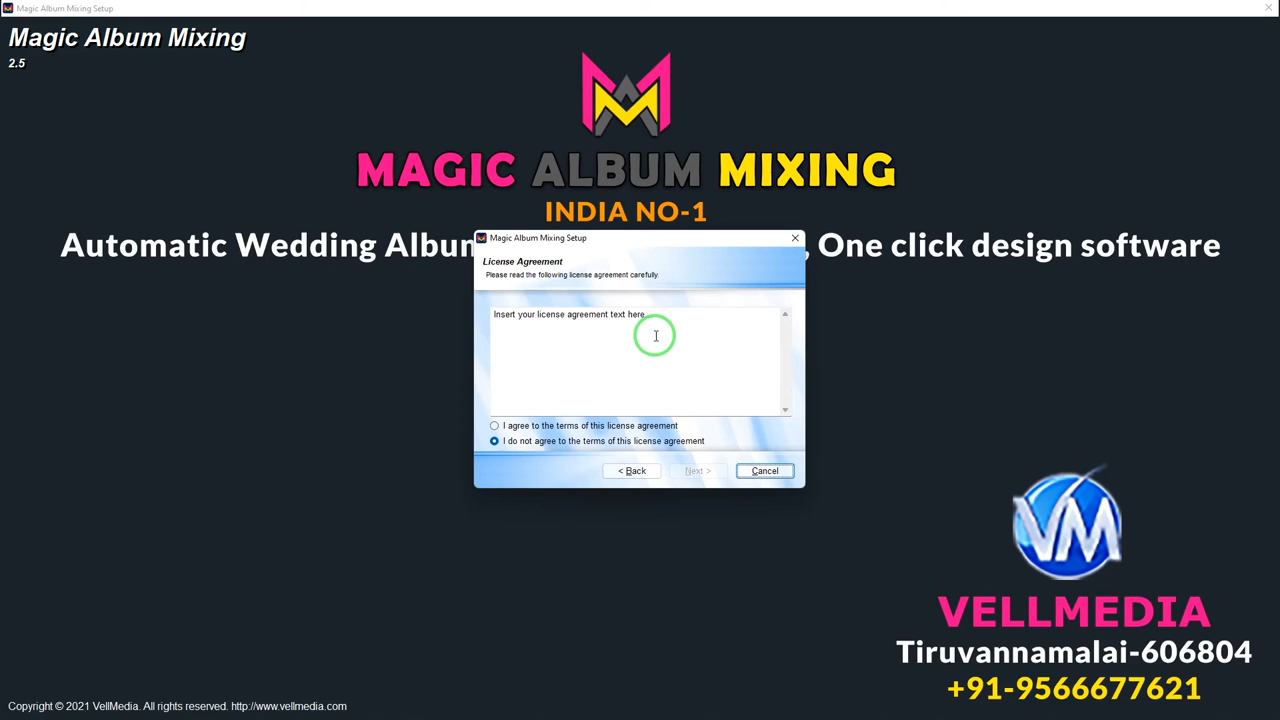 Magic Album Mixing Setup
Magic Album Mixing
2.5
MAGIC ALBUM MIXING
INDIA NO-1
Automatic Wedding Albu , One click design software
Magic Album Mixing Setup
License Agreement
Please read the following license agreement carefully.
Insert your license agreement text here.
I agree to the terms of this license agreement
I do not agree to the terms of this license agreement
< Back Next > Cancel
VM
VELLMEDIA
Tiruvannamalai-606804
+91-9566677621
Copyright © 2021 VellMedia. All rights reserved. http://www.vellmedia.com